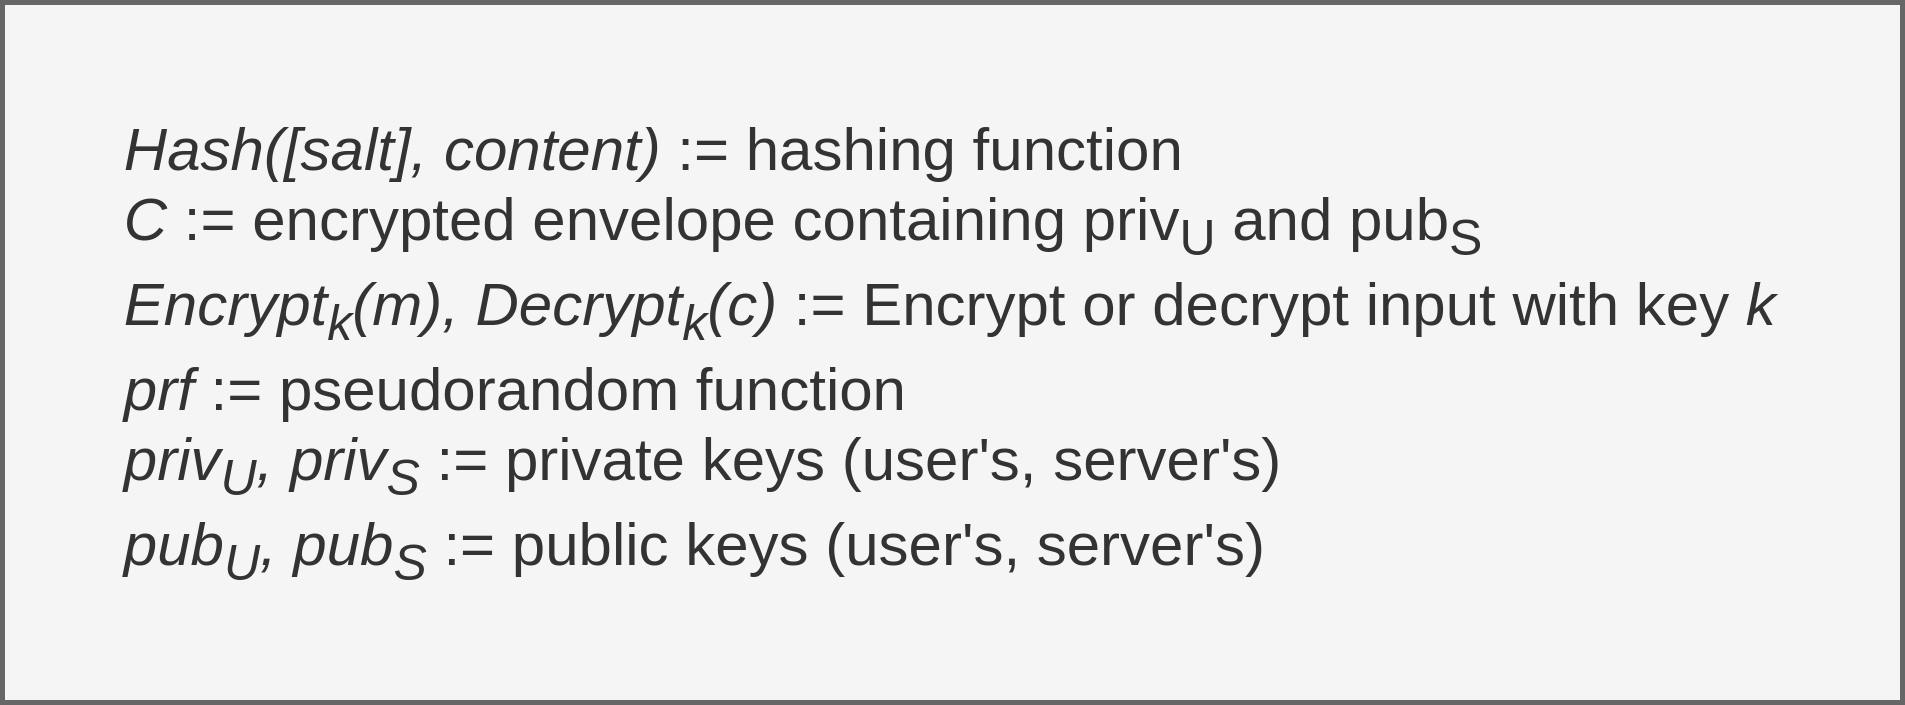 Hash([salt], content) := hashing function
C := encrypted envelope containing priv_U and pub_S
Encrypt_k(m), Decrypt_k(c) := Encrypt or decrypt input with key k
prf := pseudorandom function
priv_U, priv_S := private keys (user's, server's)
pub_U, pub_S := public keys (user's, server's)